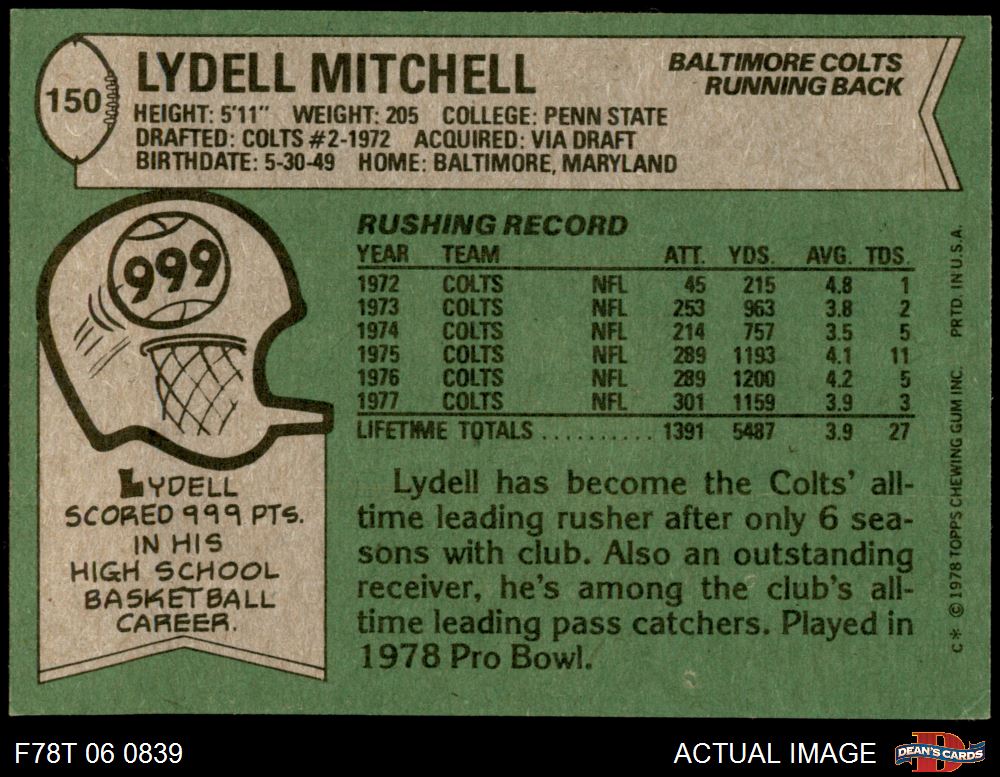 150
LYDELL MITCHELL
BALTIMORE COLTS
RUNNING BACK
HEIGHT: 5'11" WEIGHT: 205 COLLEGE: PENN STATE
DRAFTED: COLTS #2-1972 ACQUIRED: VIA DRAFT
BIRTHDATE: 5-30-49 HOME: BALTIMORE, MARYLAND
999
LYDELL
SCORED 999 PTS.
IN HIS
HIGH SCHOOL
BASKETBALL
CAREER.
RUSHING RECORD
YEAR TEAM ATT. YDS. AVG. TDS.
1972 COLTS NFL 45 215 4.8 1
1973 COLTS NFL 253 963 3.8 2
1974 COLTS NFL 214 757 3.5 5
1975 COLTS NFL 289 1193 4.1 11
1976 COLTS NFL 289 1200 4.2 5
1977 COLTS NFL 301 1159 3.9 3
LIFETIME TOTALS .......... 1391 5487 3.9 27
Lydell has become the Colts' all-
time leading rusher after only 6 sea-
sons with club. Also an outstanding
receiver, he's among the club's all-
time leading pass catchers. Played in
1978 Pro Bowl.
C* © 1978 TOPPS CHEWING GUM INC. PRTD. IN U.S.A.
F78T 06 0839
ACTUAL IMAGE
D
DEAN'S CARDS